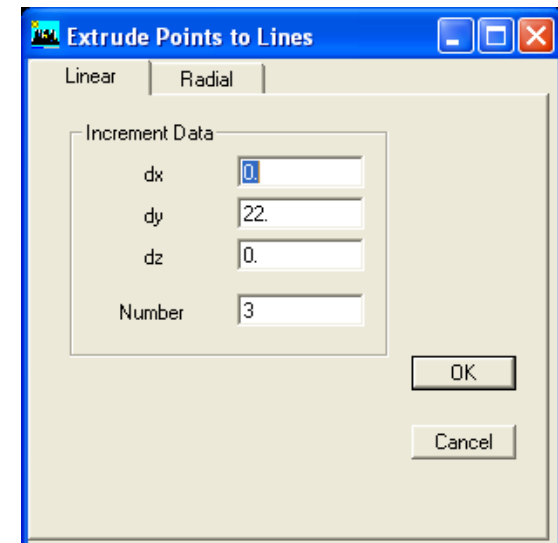 Extrude Points to Lines
Linear Radial
Increment Data
dx 0.
dy 22.
dz 0.
Number 3
OK
Cancel